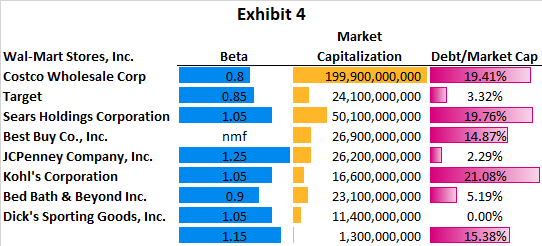 Exhibit 4
Market
Wal-Mart Stores, Inc. Beta Capitalization Debt/Market Cap
Costco Wholesale Corp 0.8 199,900,000,000 19.41%
Target 0.85 24,100,000,000 3.32%
Sears Holdings Corporation 1.05 50,100,000,000 19.76%
Best Buy Co., Inc. nmf 26,900,000,000 14.87%
JCPenney Company, Inc. 1.25 26,200,000,000 2.29%
Kohl's Corporation 1.05 16,600,000,000 21.08%
Bed Bath & Beyond Inc. 0.9 23,100,000,000 5.19%
Dick's Sporting Goods, Inc. 1.05 11,400,000,000 0.00%
1.15 1,300,000,000 15.38%